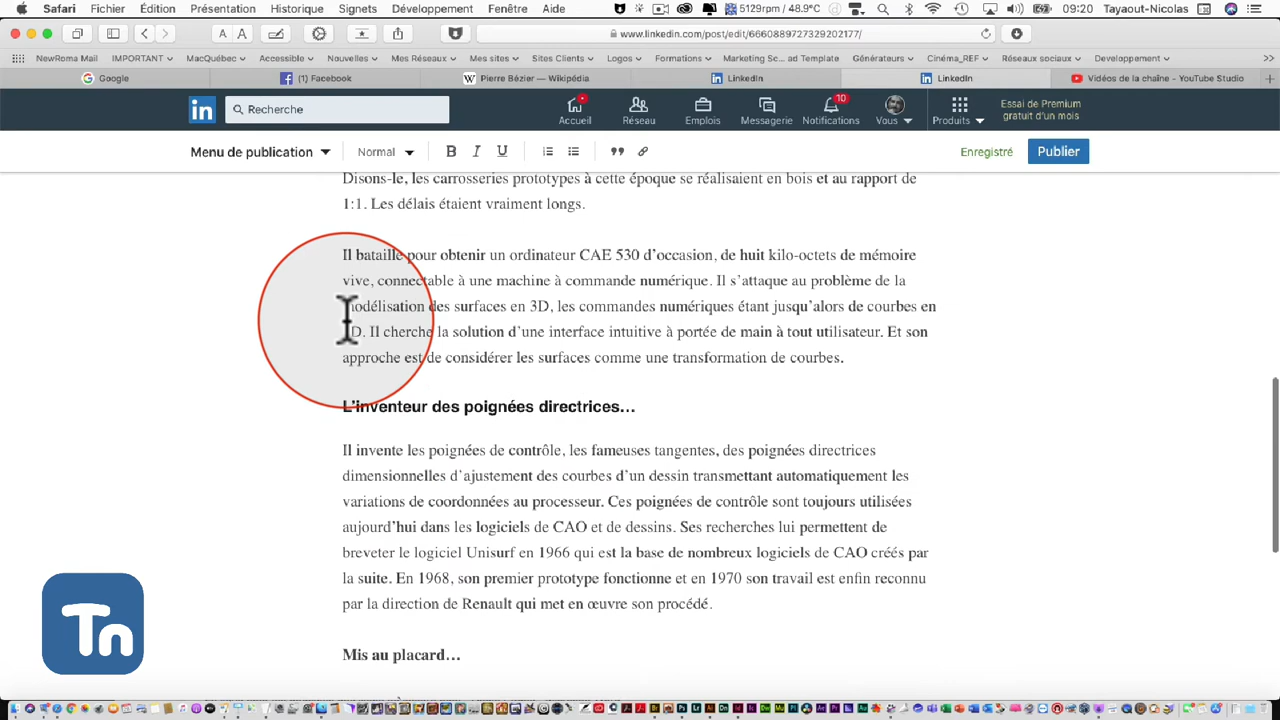 Safari Fichier Édition Présentation Historique Signets Développement Fenêtre Aide 5129rpm / 48.9°C 09:20 Tayaout-Nicolas
A A www.linkedin.com/post/edit/6660889727329202177/
NewRoma Mail IMPORTANT MacQuébec Accessible Nouvelles Mes Réseaux Mes sites Sites Clients Logos Formations Marketing Sc...ad Template Générateurs Cinéma_REF Réseaux sociaux Developpement
Google (1) Facebook W Pierre Bézier — Wikipédia LinkedIn LinkedIn Vidéos de la chaîne - YouTube Studio
in Recherche Accueil Réseau Emplois Messagerie 10 Notifications Vous Produits Essai de Premium
gratuit d'un mois
Menu de publication Normal B I U Enregistré Publier
Disons-le, les carrosseries prototypes à cette époque se réalisaient en bois et au rapport de
1:1. Les délais étaient vraiment longs.
Il bataille pour obtenir un ordinateur CAE 530 d'occasion, de huit kilo-octets de mémoire
vive, connectable à une machine à commande numérique. Il s'attaque au problème de la
modélisation des surfaces en 3D, les commandes numériques étant jusqu'alors de courbes en
D. Il cherche la solution d'une interface intuitive à portée de main à tout utilisateur. Et son
approche est de considérer les surfaces comme une transformation de courbes.
L'inventeur des poignées directrices…
Il invente les poignées de contrôle, les fameuses tangentes, des poignées directrices
dimensionnelles d'ajustement des courbes d'un dessin transmettant automatiquement les
variations de coordonnées au processeur. Ces poignées de contrôle sont toujours utilisées
aujourd'hui dans les logiciels de CAO et de dessins. Ses recherches lui permettent de
breveter le logiciel Unisurf en 1966 qui est la base de nombreux logiciels de CAO créés par
la suite. En 1968, son premier prototype fonctionne et en 1970 son travail est enfin reconnu
par la direction de Renault qui met en œuvre son procédé.
Mis au placard…
Tn